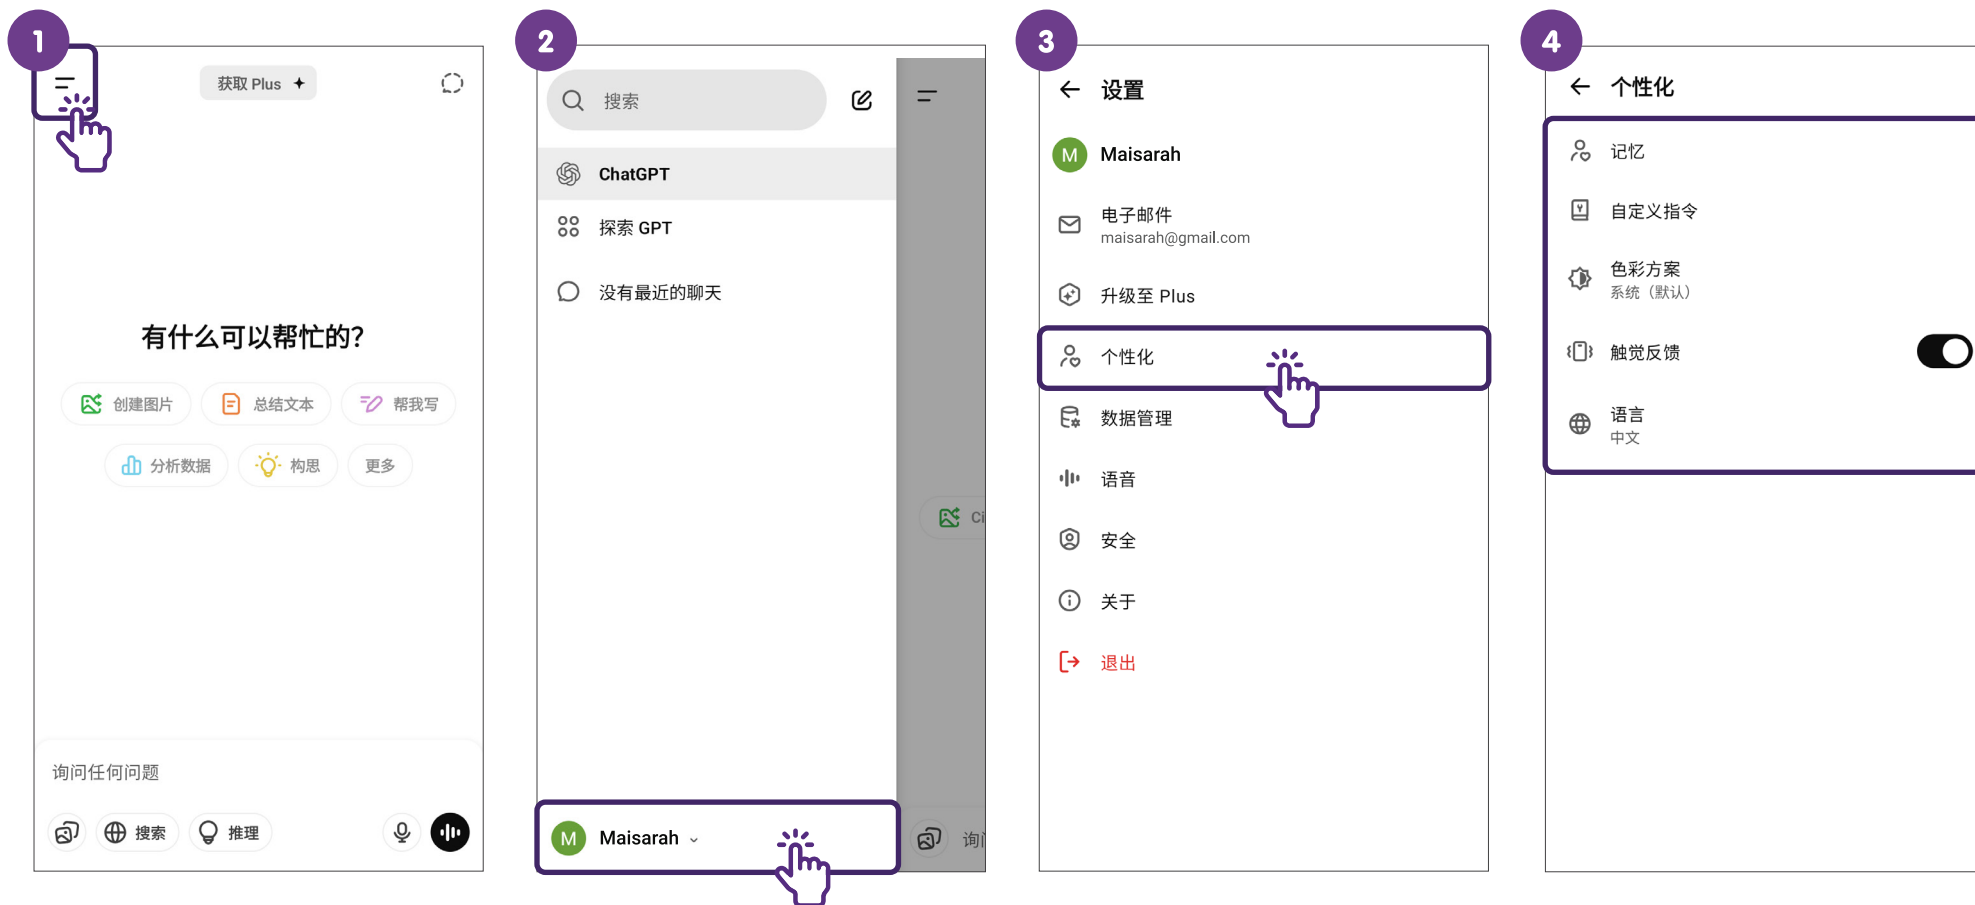 1
获取 Plus
有什么可以帮忙的？
创建图片
总结文本
帮我写
分析数据
构思
更多
询问任何问题
搜索
推理
2
搜索
ChatGPT
探索 GPT
没有最近的聊天
M Maisarah
Ci
询问
3
设置
M Maisarah
电子邮件
maisarah@gmail.com
升级至 Plus
个性化
数据管理
语音
安全
关于
退出
4
个性化
记忆
自定义指令
色彩方案
系统（默认）
触觉反馈
语言
中文